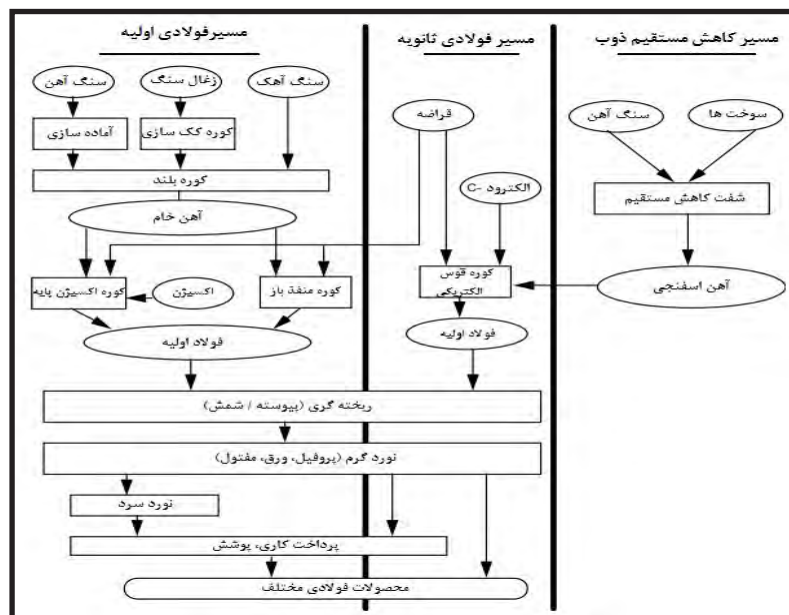 مسیرفولادی اولیه
مسیر فولادی ثانویه
مسیر کاهش مستقیم ذوب
سنگ آهن
زغال سنگ
سنگ آهک
قراضه
سنگ آهن
سوخت ها
آماده سازی
کوره کک سازی
الکترود -C
کوره بلند
شفت کاهش مستقیم
آهن خام
کوره اکسیژن پایه
اکسیژن
کوره منفذ باز
کوره قوس
الکتریکی
آهن اسفنجی
فولاد اولیه
فولاد اولیه
ریخته گری (پیوسته / شمش)
نورد گرم (پروفیل، ورق، مفتول)
نورد سرد
پرداخت کاری، پوشش
محصولات فولادی مختلف